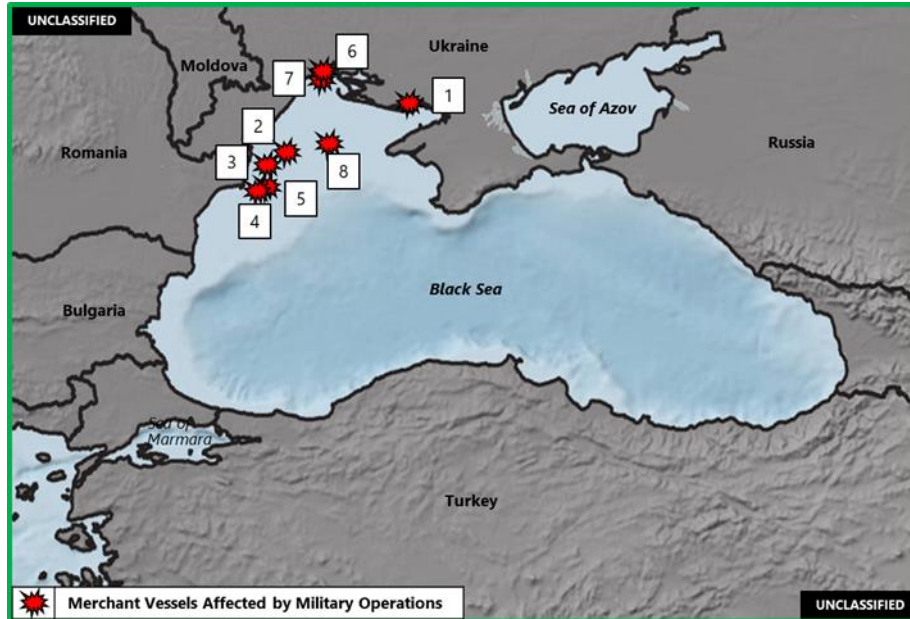 UNCLASSIFIED
6
Ukraine
Moldova
7
1
Sea of Azov
2
Romania
Russia
3
8
5
4
Black Sea
Bulgaria
Sea of
Marmara
Turkey
Merchant Vessels Affected by Military Operations
UNCLASSIFIED